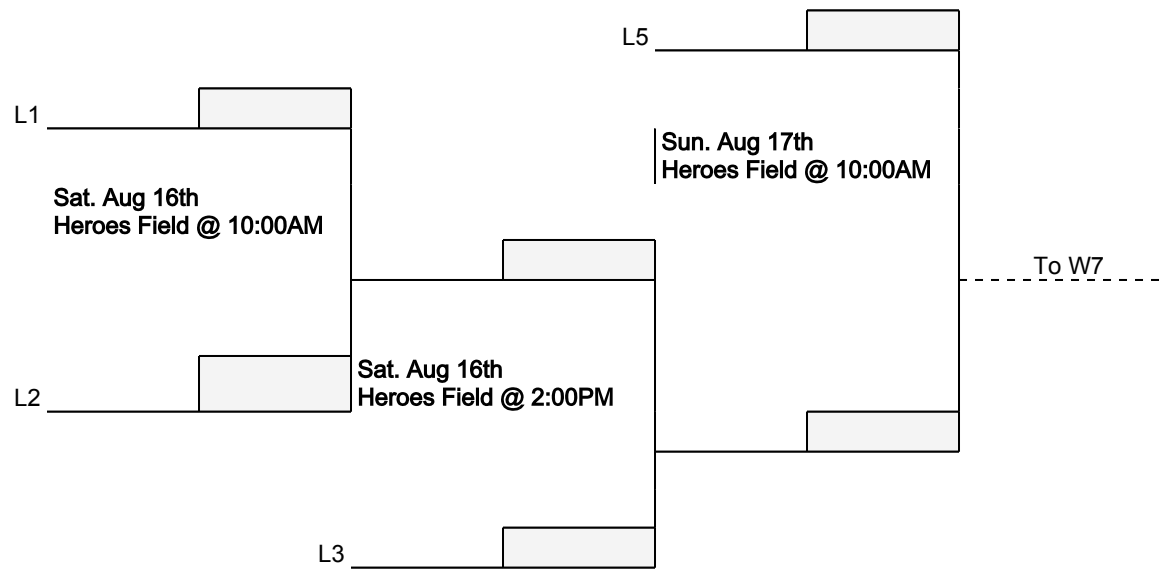 L5
L1
Sun. Aug 17th
Heroes Field @ 10:00AM
Sat. Aug 16th
Heroes Field @ 10:00AM
To W7
Sat. Aug 16th
Heroes Field @ 2:00PM
L2
L3